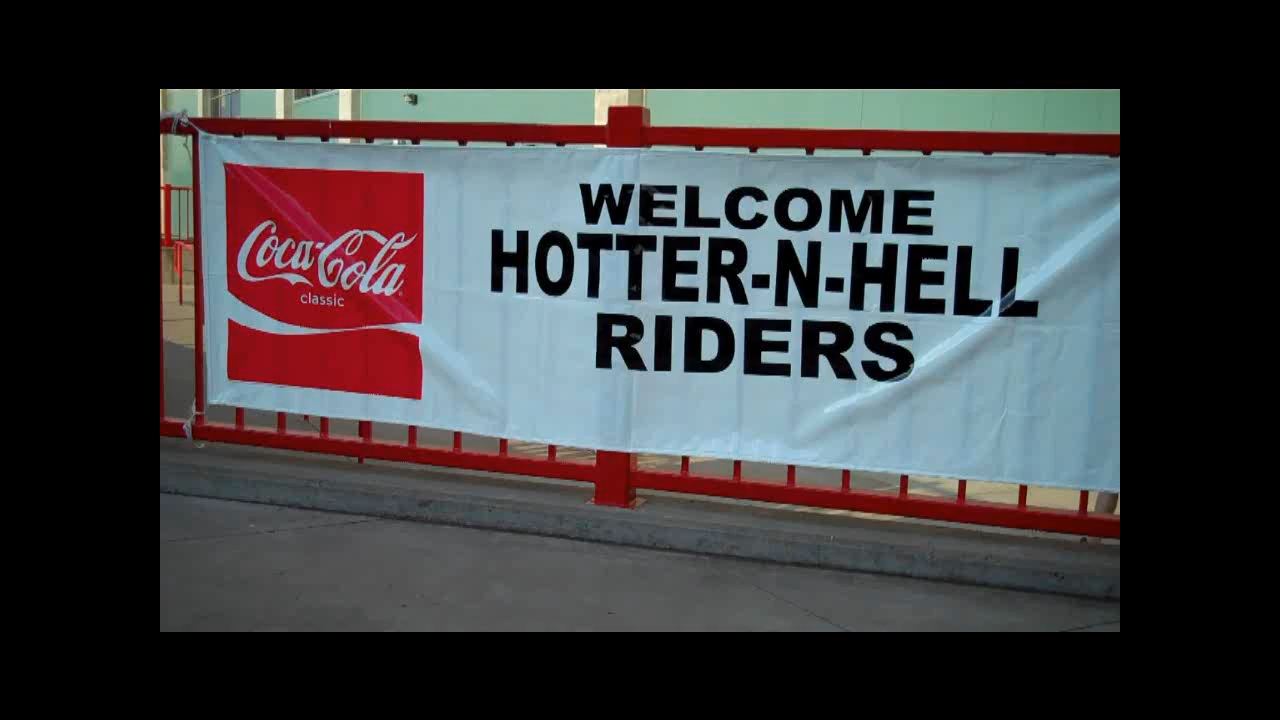 Coca-Cola
classic
WELCOME
HOTTER-N-HELL
RIDERS